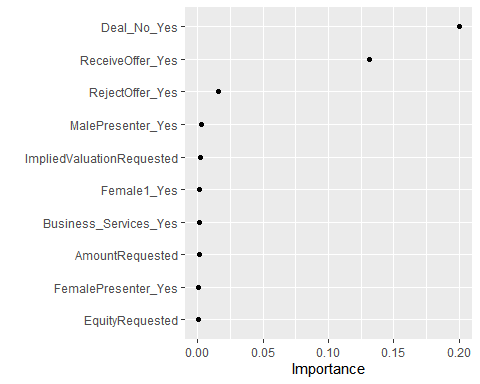 Deal_No_Yes
ReceiveOffer_Yes
RejectOffer_Yes
MalePresenter_Yes
ImpliedValuationRequested
Female1_Yes
Business_Services_Yes
AmountRequested
FemalePresenter_Yes
EquityRequested
0.00 0.05 0.10 0.15 0.20
Importance